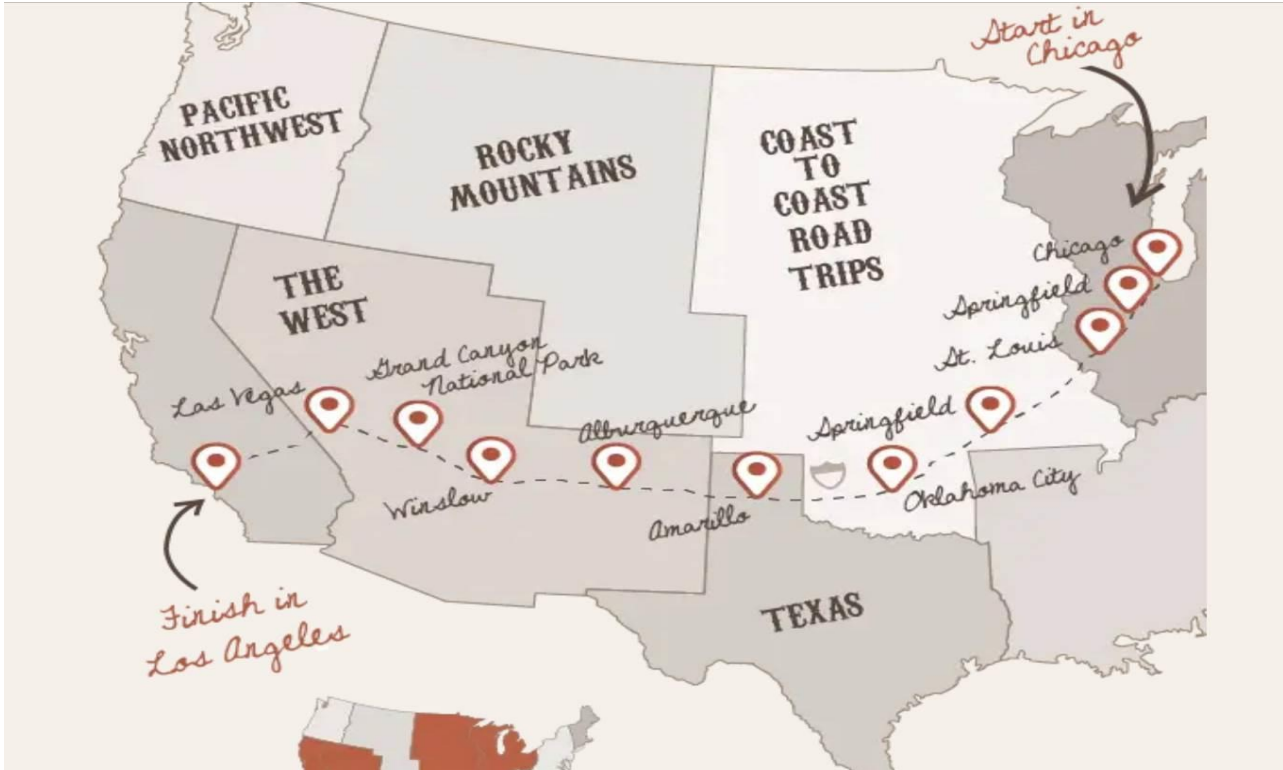 Start in
Chicago
PACIFIC
NORTHWEST
ROCKY
MOUNTAINS
COAST
TO
COAST
ROAD
TRIPS
THE
WEST
Chicago
Springfield
St. Louis
Springfield
Oklahoma City
Amarillo
Alburquerque
Winslow
Grand Canyon
National Park
Las Vegas
Finish in
Los Angeles
TEXAS